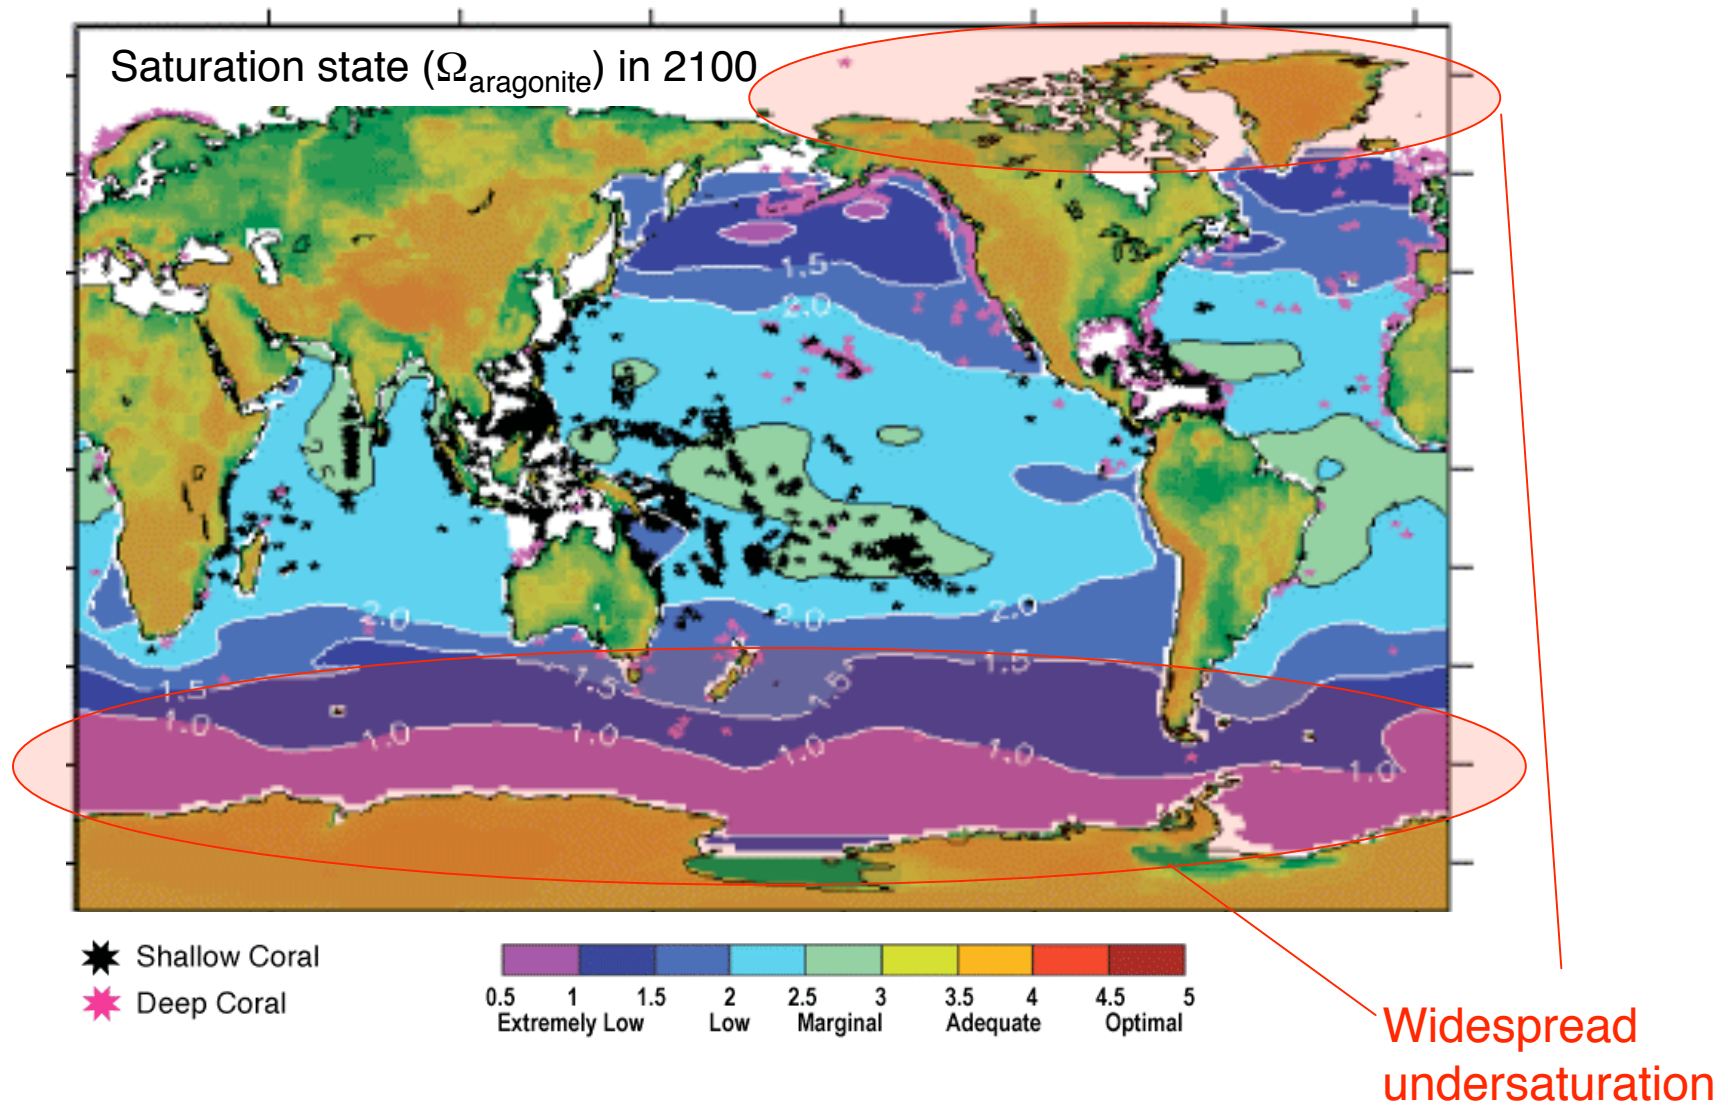 Saturation state (Ωaragonite) in 2100
1.5
2.0
2.5
2.0
2.0
2.0
1.5
1.5
1.5
1.5
1.0
1.0
1.0
1.0
1.0
1.0
Shallow Coral
Deep Coral
0.5 1 1.5 2 2.5 3 3.5 4 4.5 5
Extremely Low Low Marginal Adequate Optimal
Widespread
undersaturation